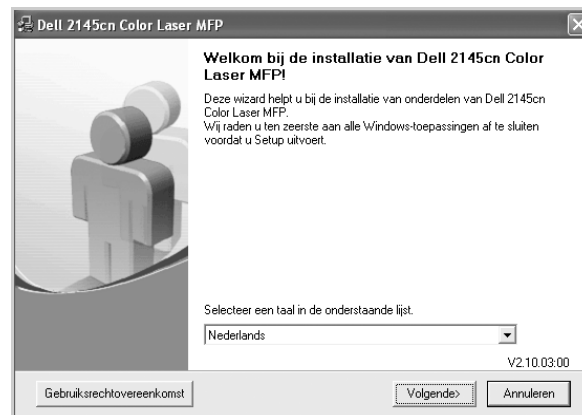 Dell 2145cn Color Laser MFP
Welkom bij de installatie van Dell 2145cn Color
Laser MFP!
Deze wizard helpt u bij de installatie van onderdelen van Dell 2145cn
Color Laser MFP.
Wij raden u ten zeerste aan alle Windows-toepassingen af te sluiten
voordat u Setup uitvoert.
Selecteer een taal in de onderstaande lijst.
Nederlands
V2.10.03:00
Gebruiksrechtovereenkomst
Volgende>
Annuleren